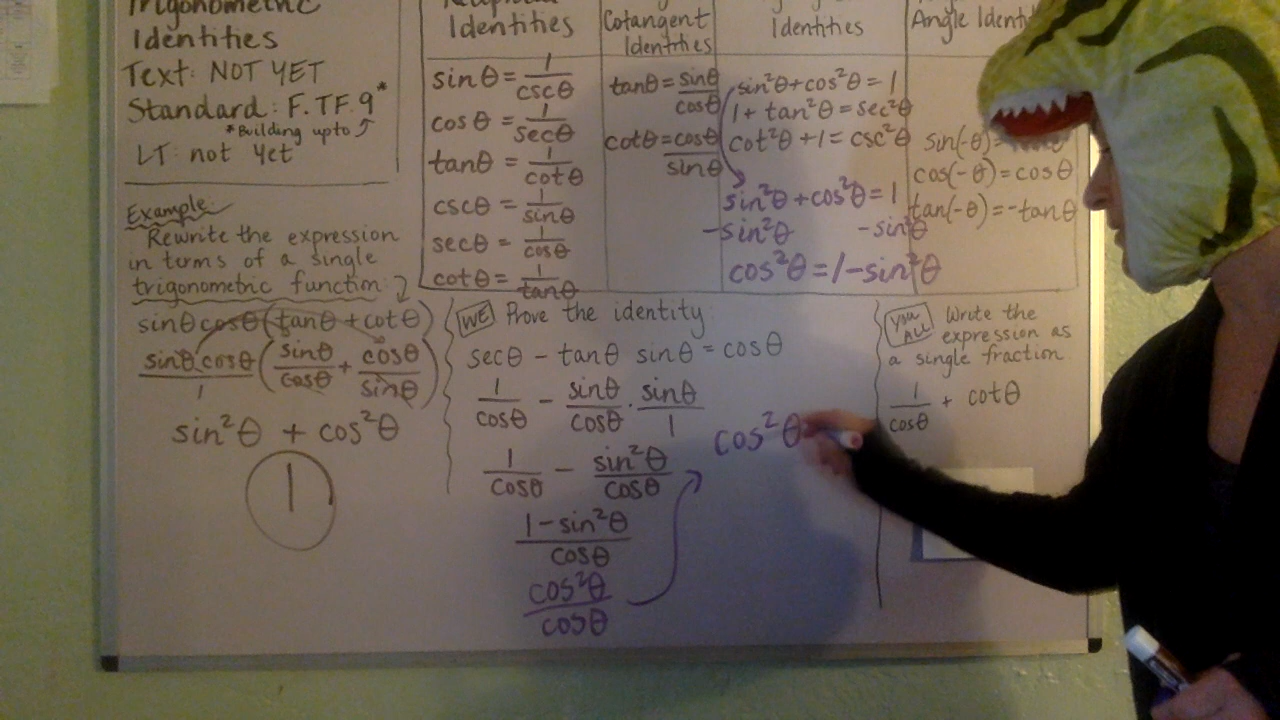 Trigonometric
Identities
Text: NOT YET
Standard: F.TF.9*
*Building up to
LT: not yet
Example:
Rewrite the expression
in terms of a single
trigonometric function:
sinθcosθ(tanθ+cotθ)
sinθ cosθ/1 (sinθ/cosθ + cosθ/sinθ)
sin²θ + cos²θ
1
Identities
sinθ = 1/cscθ
cosθ = 1/secθ
tanθ = 1/cotθ
cscθ = 1/sinθ
secθ = 1/cosθ
cotθ = 1/tanθ
Cotangent
Identities
tanθ = sinθ/cosθ
cotθ = cosθ/sinθ
Identities
sin²θ+cos²θ = 1
1+tan²θ = sec²θ
cot²θ+1 = csc²θ
sin²θ+cos²θ = 1
-sin²θ -sin²θ
cos²θ = 1-sin²θ
Angle
sin(-θ)=
cos(-θ)=cosθ
tan(-θ)=-tanθ
WE Prove the identity
secθ - tanθ sinθ = cosθ
1/cosθ - sinθ/cosθ · sinθ/1
1/cosθ - sin²θ/cosθ
1-sin²θ/cosθ
cos²θ/cosθ
cos²θ
YOU ALL Write the
expression as
a single fraction
1/cosθ + cotθ